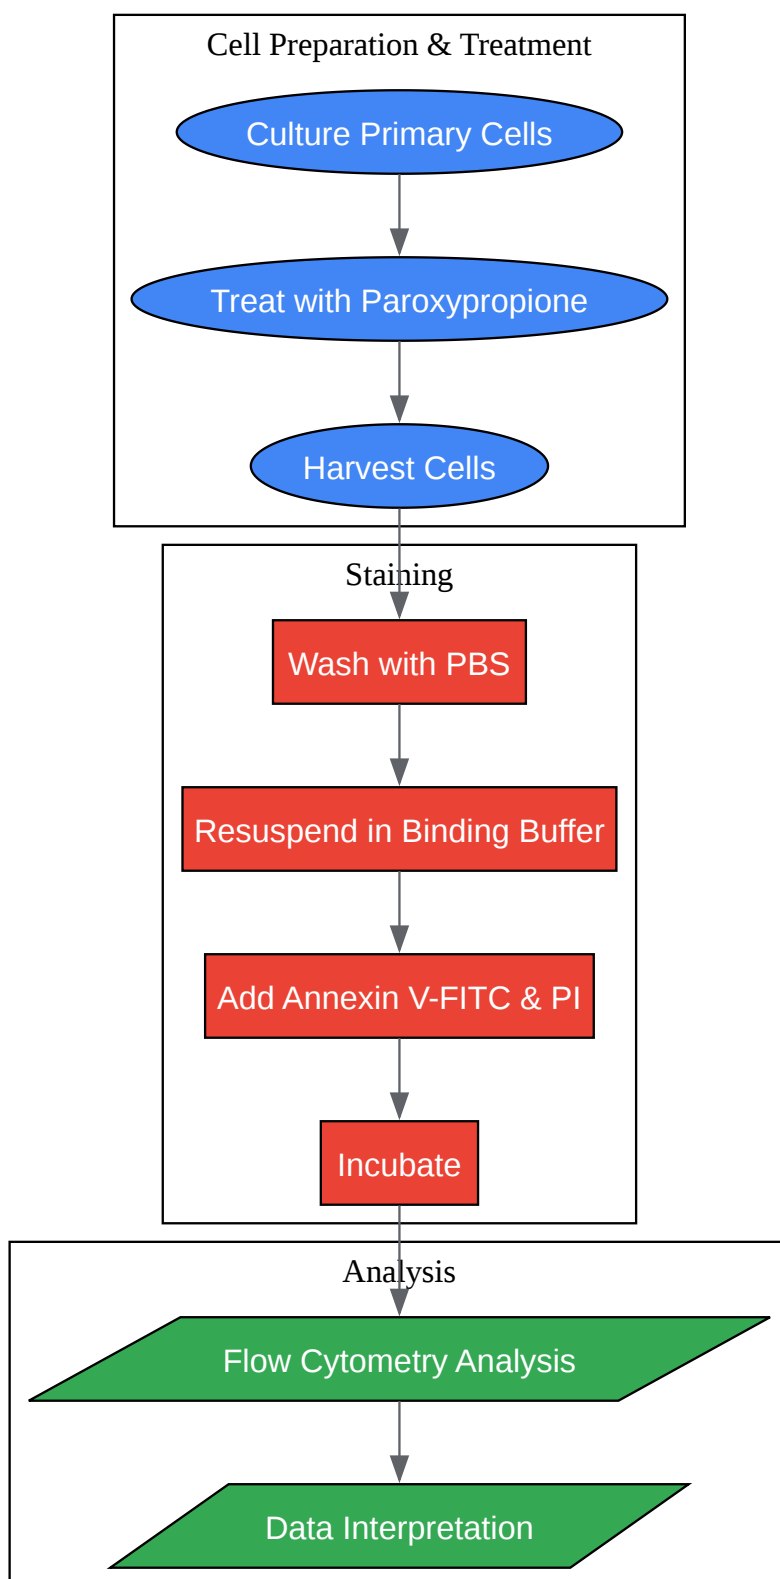 Cell Preparation & Treatment
Culture Primary Cells
Treat with Paroxypropione
Harvest Cells
Staining
Wash with PBS
Resuspend in Binding Buffer
Add Annexin V-FITC & PI
Incubate
Analysis
Flow Cytometry Analysis
Data Interpretation